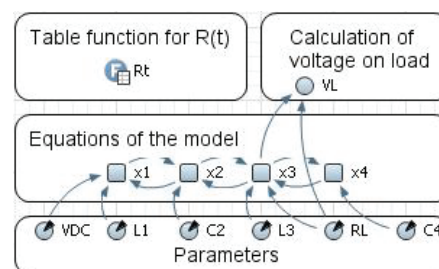 Table function for R(t)
Rt
Calculation of
voltage on load
VL
Equations of the model
x1 x2 x3 x4
VDC L1 C2 L3 RL C4
Parameters